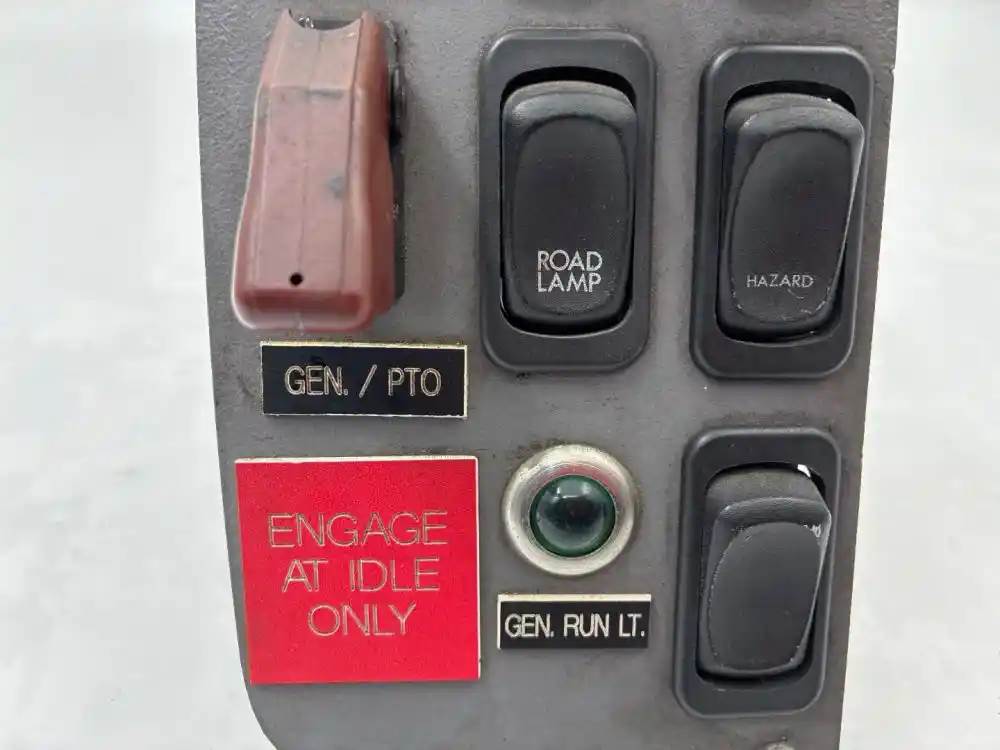 ROAD
LAMP
HAZARD
GEN. / PTO
ENGAGE
AT IDLE
ONLY
GEN. RUN LT.